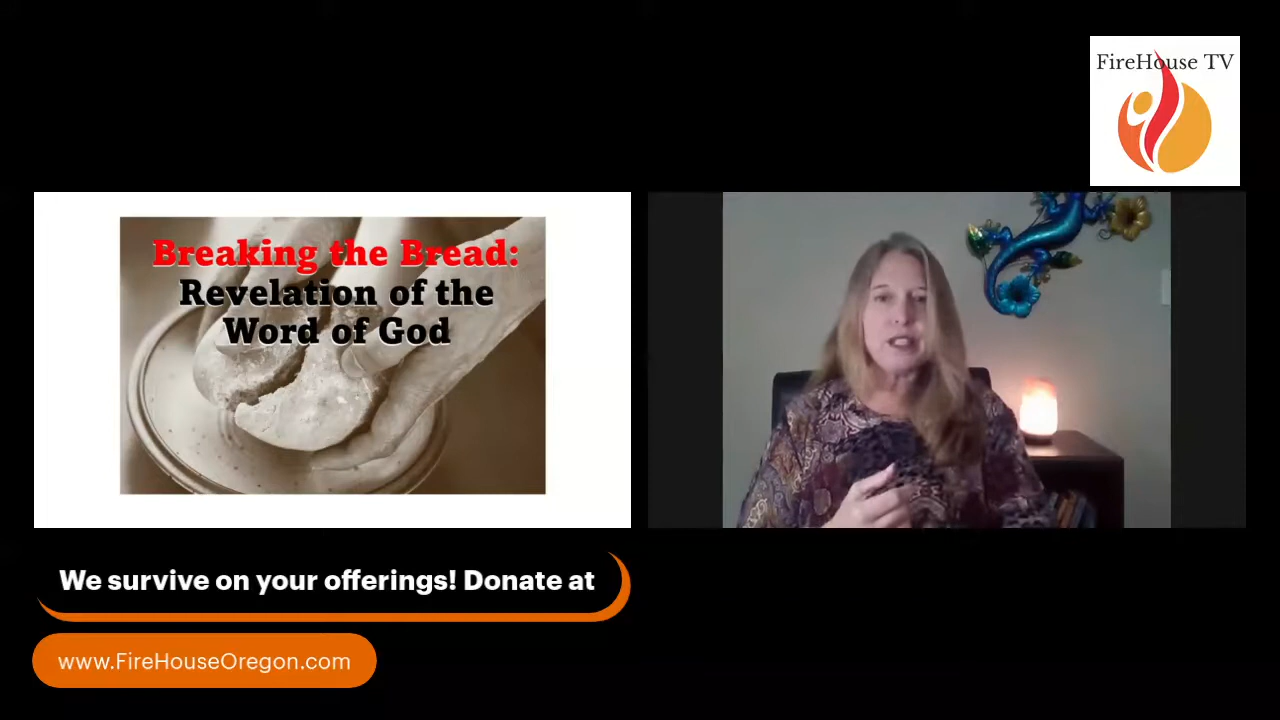 FireHouse TV
Breaking the Bread:
Revelation of the
Word of God
We survive on your offerings! Donate at
www.FireHouseOregon.com